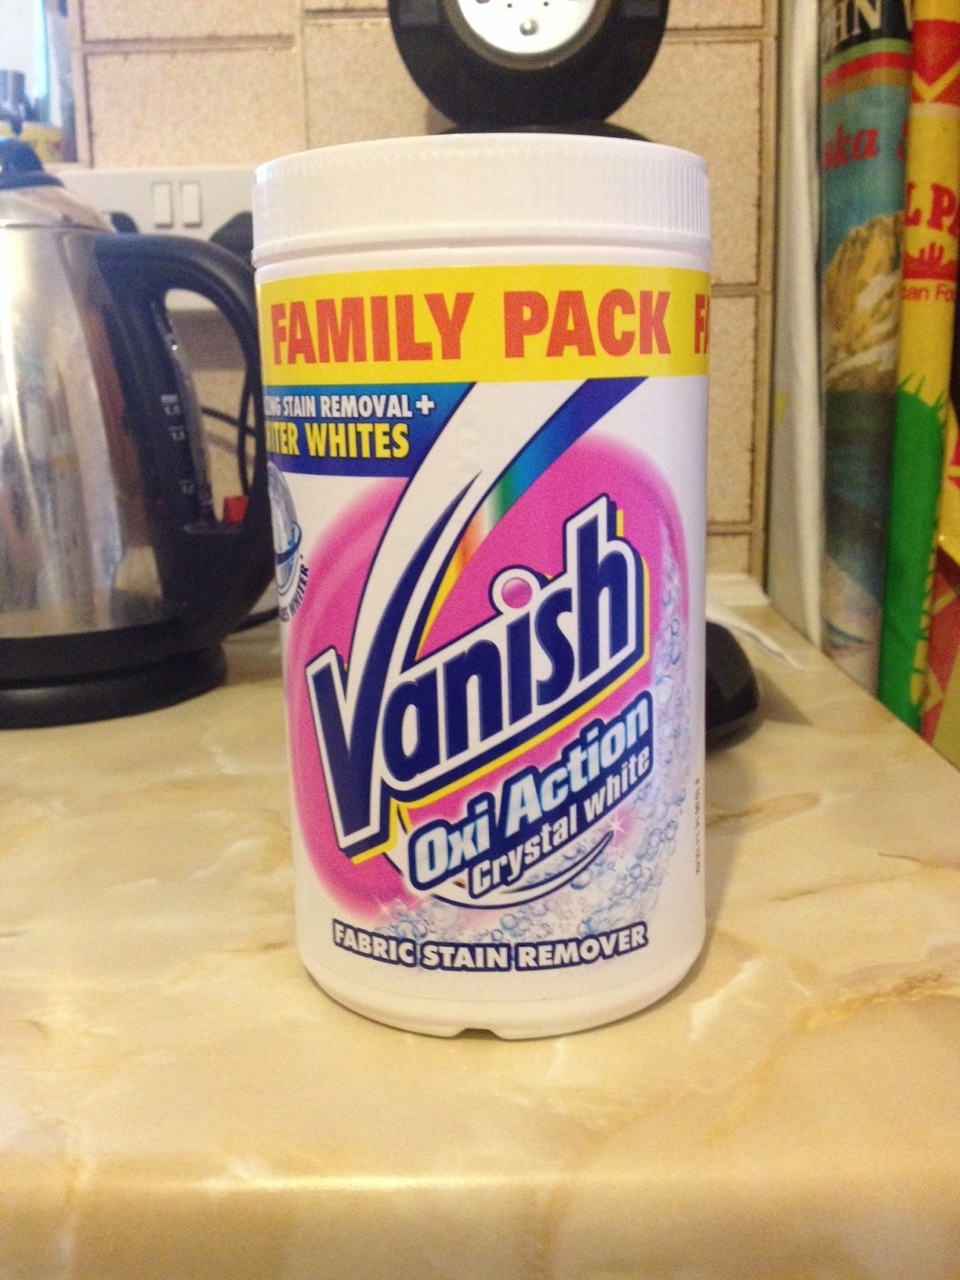 FAMILY PACK
STAIN REMOVAL+
WHITES
Vanish
Oxi Action
Crystal white
FABRIC STAIN REMOVER